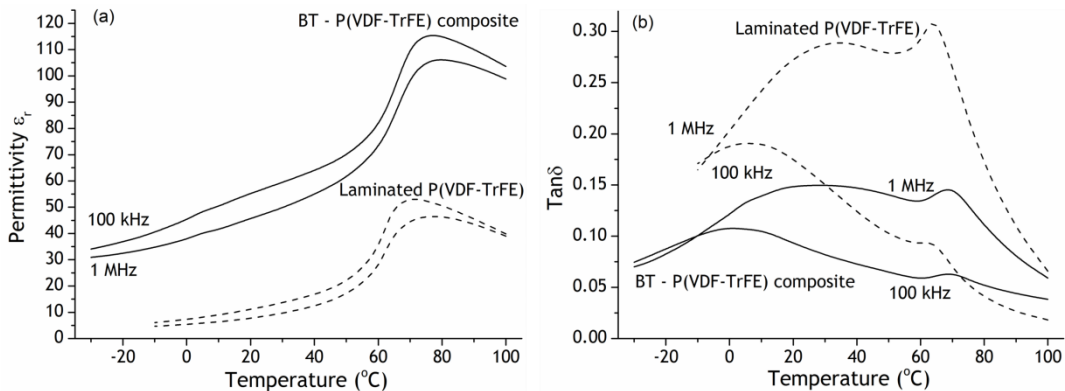 (a)
BT - P(VDF-TrFE) composite
130
120
110
100
90
80
70
60
50
40
30
20
10
0
Permittivity εr
100 kHz
1 MHz
Laminated P(VDF-TrFE)
-20 0 20 40 60 80 100
Temperature (°C)
(b)
Laminated P(VDF-TrFE)
0.30
0.25
0.20
0.15
0.10
0.05
0.00
Tanδ
1 MHz
100 kHz
1 MHz
BT - P(VDF-TrFE) composite
100 kHz
-20 0 20 40 60 80 100
Temperature (°C)